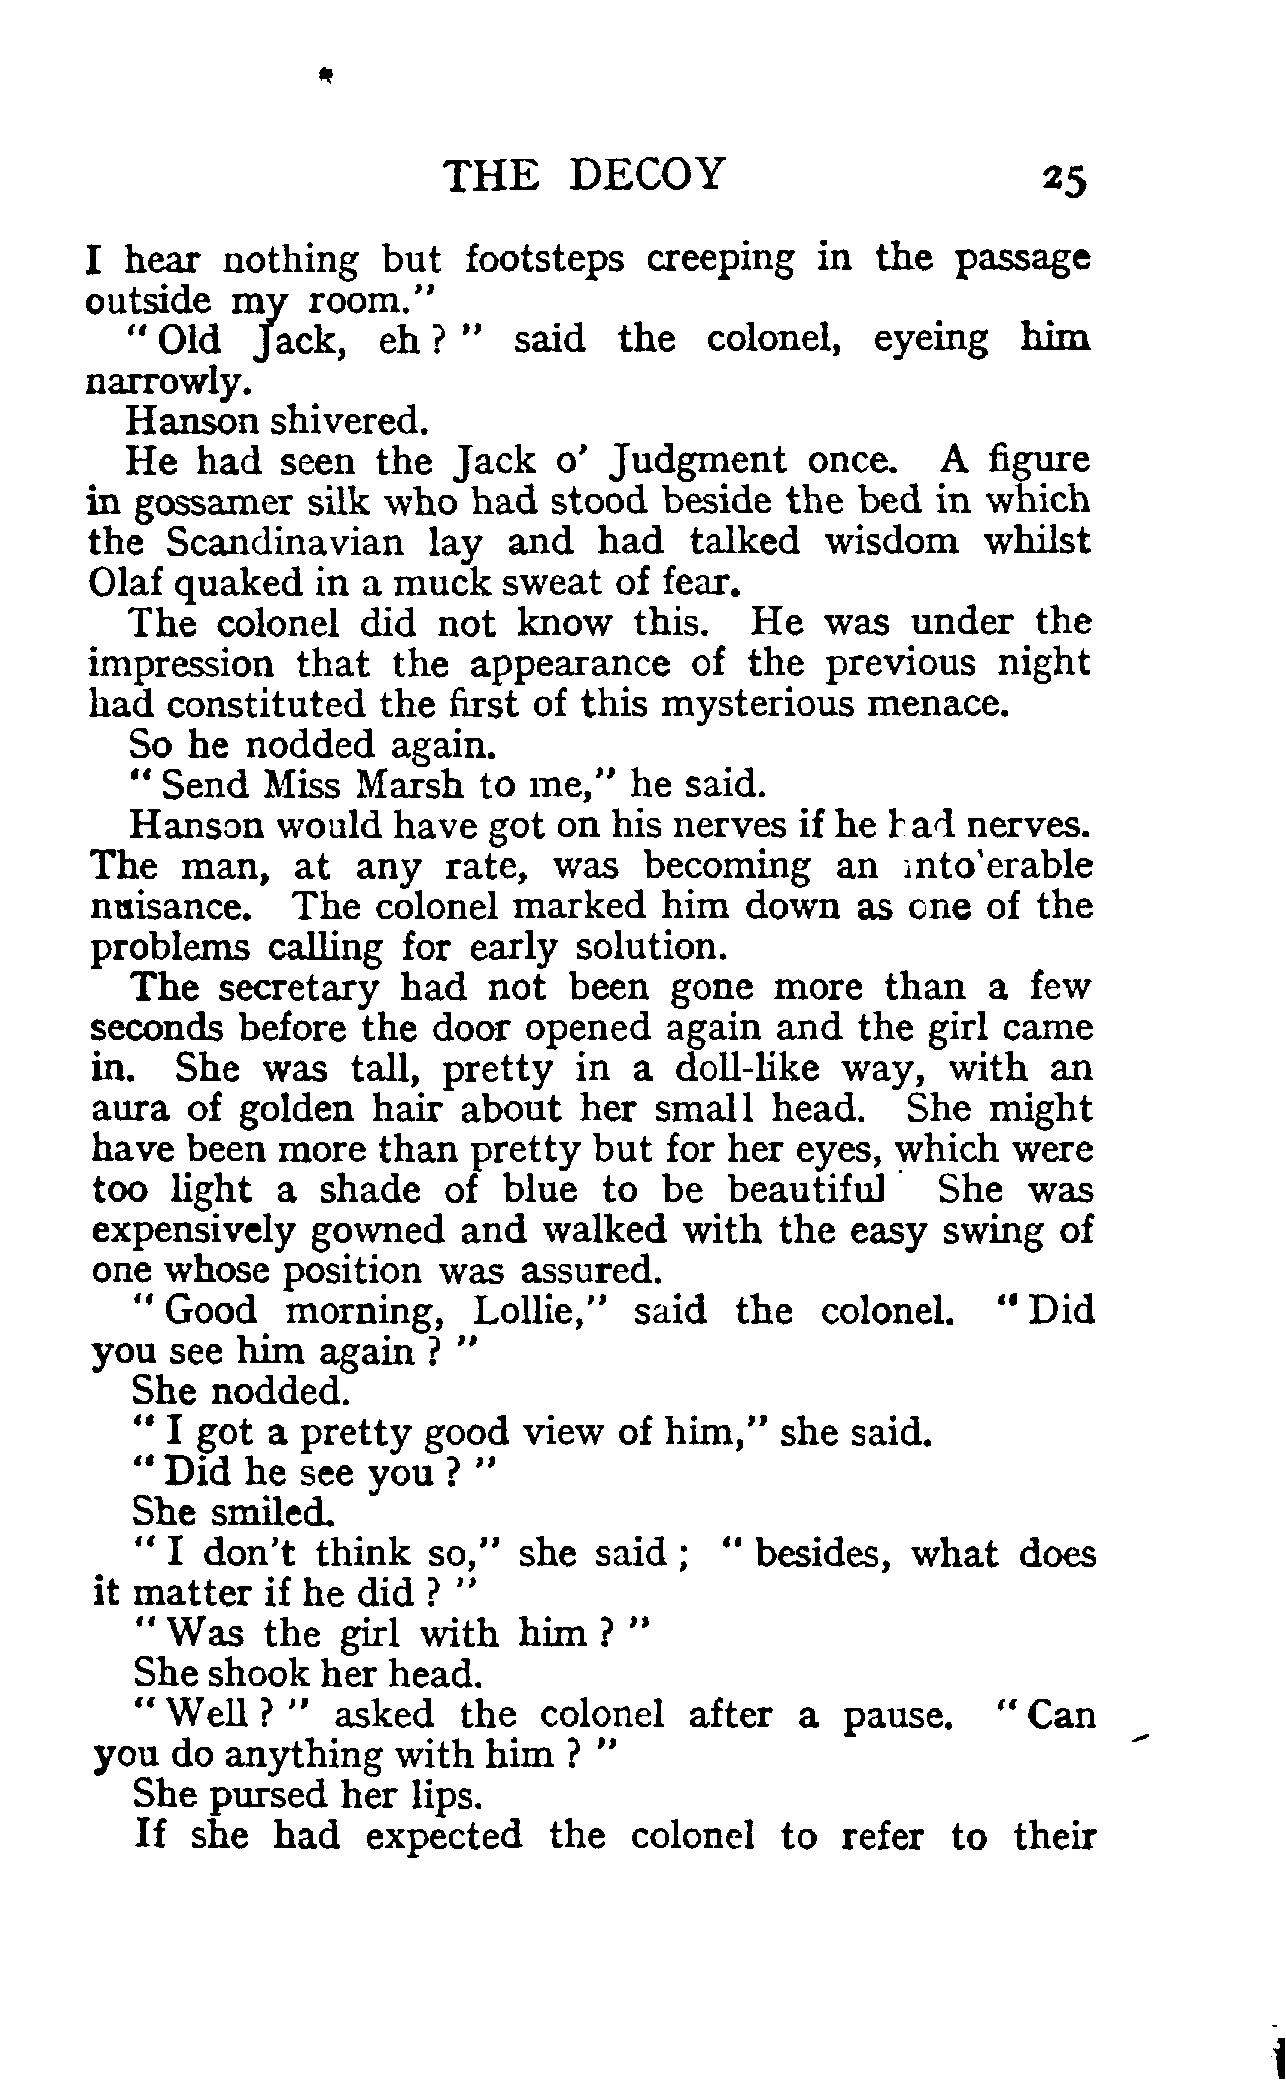 THE DECOY 25
I hear nothing but footsteps creeping in the passage
outside my room."
"Old Jack, eh?" said the colonel, eyeing him
narrowly.
Hanson shivered.
He had seen the Jack o' Judgment once. A figure
in gossamer silk who had stood beside the bed in which
the Scandinavian lay and had talked wisdom whilst
Olaf quaked in a muck sweat of fear.
The colonel did not know this. He was under the
impression that the appearance of the previous night
had constituted the first of this mysterious menace.
So he nodded again.
"Send Miss Marsh to me," he said.
Hanson would have got on his nerves if he had nerves.
The man, at any rate, was becoming an intolerable
nuisance. The colonel marked him down as one of the
problems calling for early solution.
The secretary had not been gone more than a few
seconds before the door opened again and the girl came
in. She was tall, pretty in a doll-like way, with an
aura of golden hair about her small head. She might
have been more than pretty but for her eyes, which were
too light a shade of blue to be beautiful. She was
expensively gowned and walked with the easy swing of
one whose position was assured.
"Good morning, Lollie," said the colonel. "Did
you see him again?"
She nodded.
"I got a pretty good view of him," she said.
"Did he see you?"
She smiled.
"I don't think so," she said; "besides, what does
it matter if he did?"
"Was the girl with him?"
She shook her head.
"Well?" asked the colonel after a pause. "Can
you do anything with him?"
She pursed her lips.
If she had expected the colonel to refer to their